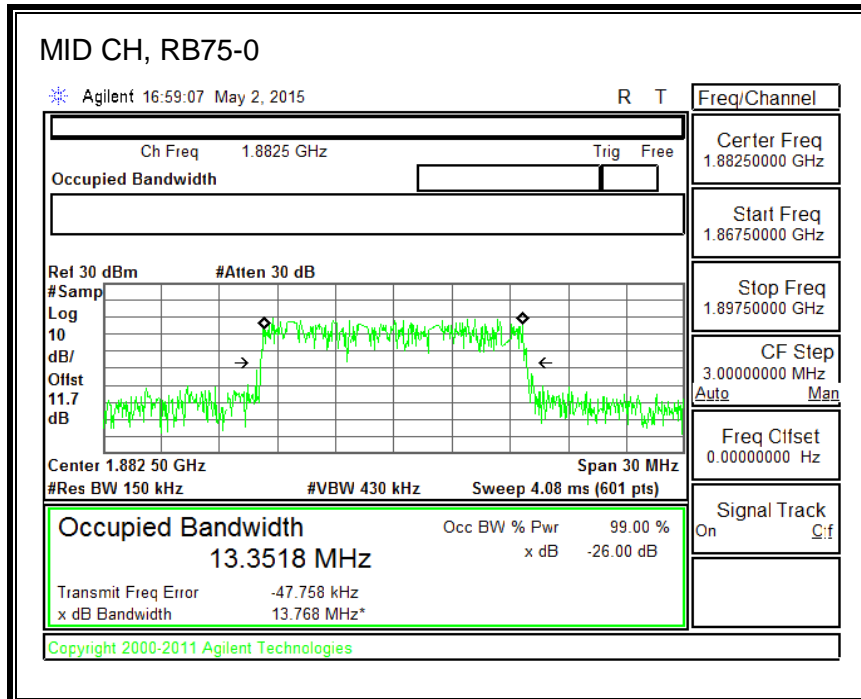 MID CH, RB75-0
Agilent 16:59:07 May 2, 2015 R T
Freq/Channel
Ch Freq 1.8825 GHz Trig Free
Occupied Bandwidth
Center Freq
1.88250000 GHz
Start Freq
1.86750000 GHz
Stop Freq
1.89750000 GHz
CF Step
3.00000000 MHz
Auto Man
Freq Offset
0.00000000 Hz
Signal Track
On Off
Ref 30 dBm #Atten 30 dB
#Samp
Log
10
dB/
Offst
11.7
dB
Center 1.882 50 GHz Span 30 MHz
#Res BW 150 kHz #VBW 430 kHz Sweep 4.08 ms (601 pts)
Occupied Bandwidth
13.3518 MHz
Occ BW % Pwr 99.00 %
x dB -26.00 dB
Transmit Freq Error -47.758 kHz
x dB Bandwidth 13.768 MHz*
Copyright 2000-2011 Agilent Technologies